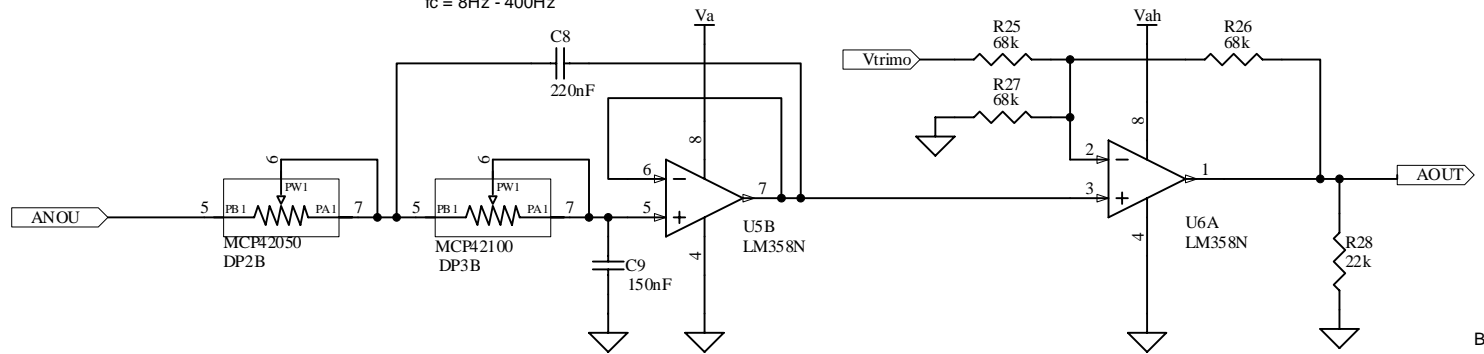 fc = 8Hz - 400Hz
C8
220nF
Va
Vah
R25
68k
R26
68k
Vtrimo
R27
68k
8
8
6
PW1
6
PW1
6
7
2
1
AOUT
ANOU
5
PB1
PA1
7
5
PB1
PA1
7
5
3
MCP42050
DP2B
MCP42100
DP3B
U5B
LM358N
4
U6A
LM358N
4
R28
22k
C9
150nF
B